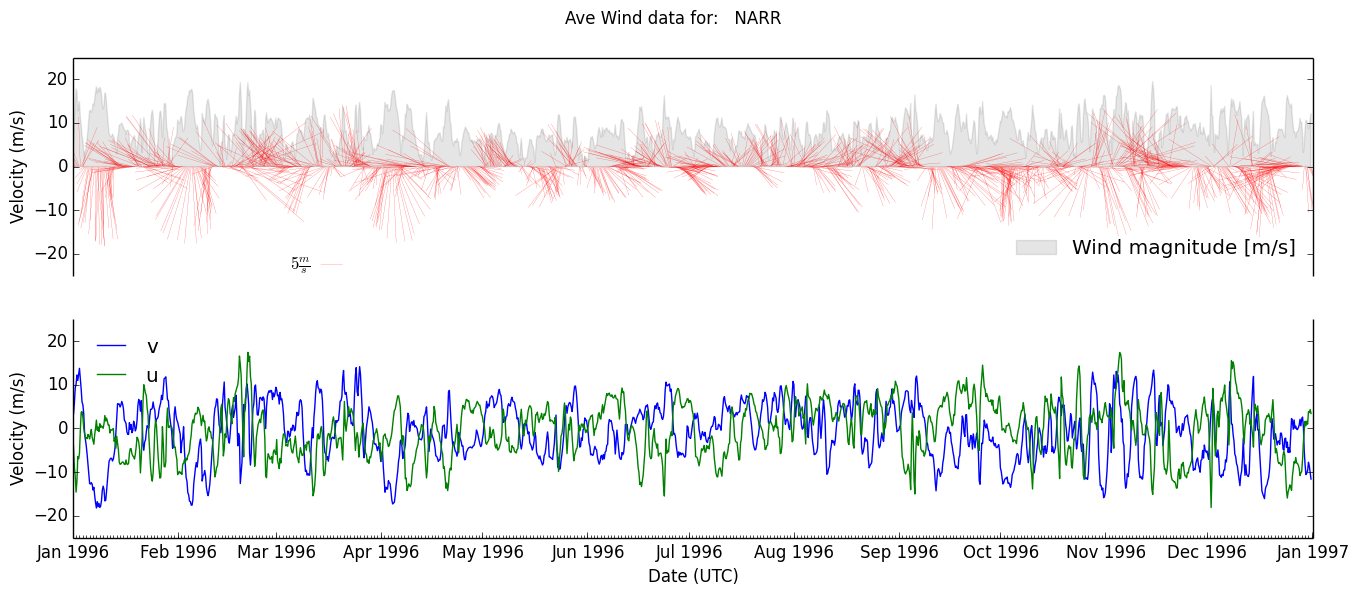 Ave Wind data for:   NARR
Velocity (m/s)
20
10
0
−10
−20
5 m/s
Wind magnitude [m/s]
Velocity (m/s)
20
10
0
−10
−20
v
u
Jan 1996 Feb 1996 Mar 1996 Apr 1996 May 1996 Jun 1996 Jul 1996 Aug 1996 Sep 1996 Oct 1996 Nov 1996 Dec 1996 Jan 1997
Date (UTC)